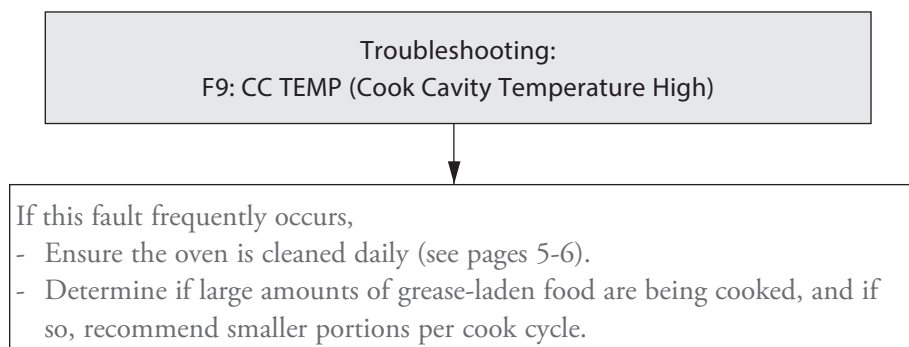 Troubleshooting:
F9: CC TEMP (Cook Cavity Temperature High)
If this fault frequently occurs,
- Ensure the oven is cleaned daily (see pages 5-6).
- Determine if large amounts of grease-laden food are being cooked, and if
so, recommend smaller portions per cook cycle.